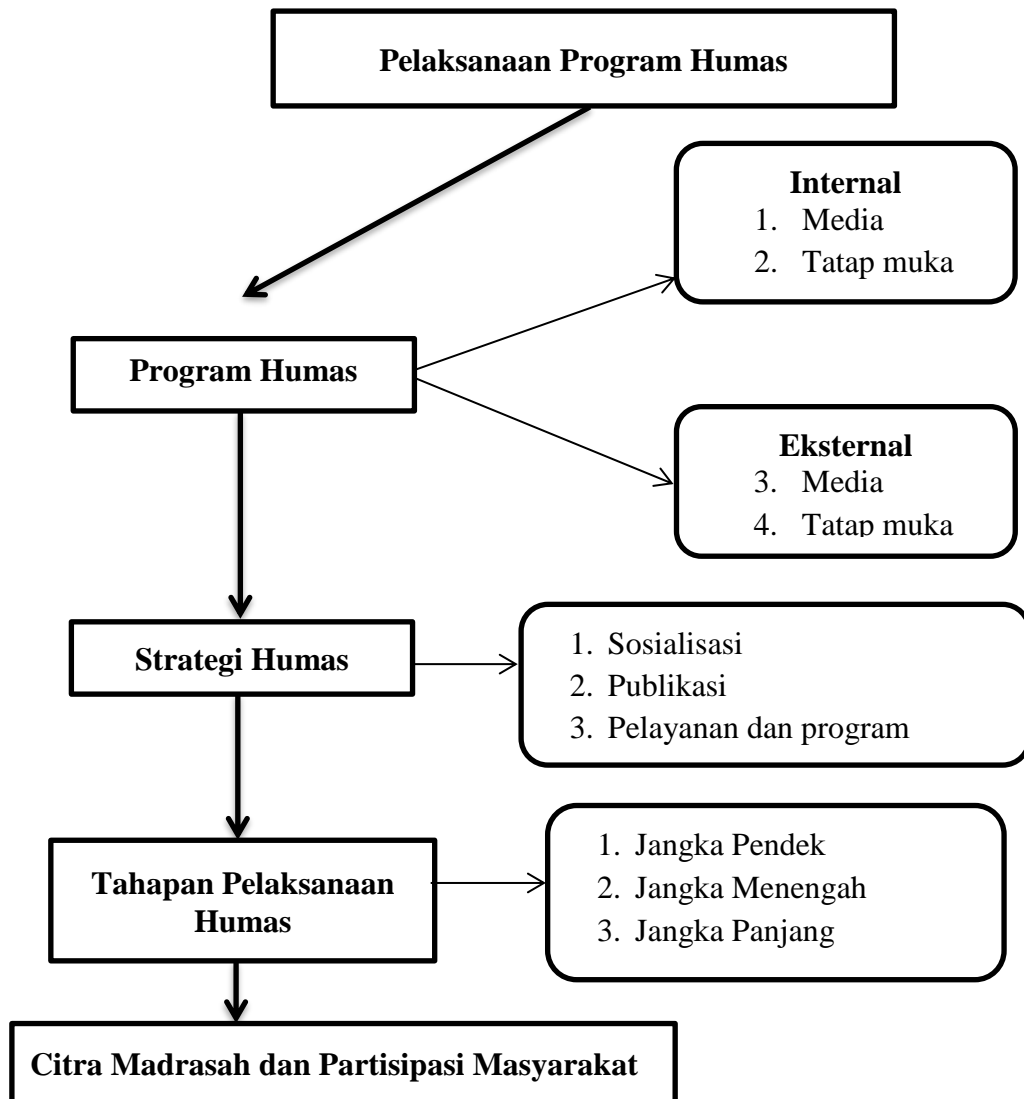 Pelaksanaan Program Humas
Internal
1. Media
2. Tatap muka
Program Humas
Eksternal
3. Media
4. Tatap muka
Strategi Humas
1. Sosialisasi
2. Publikasi
3. Pelayanan dan program
Tahapan Pelaksanaan
Humas
1. Jangka Pendek
2. Jangka Menengah
3. Jangka Panjang
Citra Madrasah dan Partisipasi Masyarakat